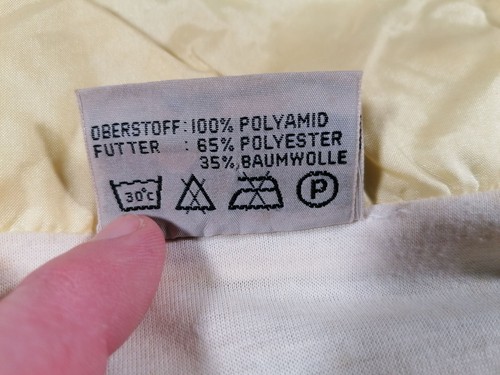 OBERSTOFF: 100% POLYAMID
FUTTER : 65% POLYESTER
35% BAUMWOLLE
30°C P